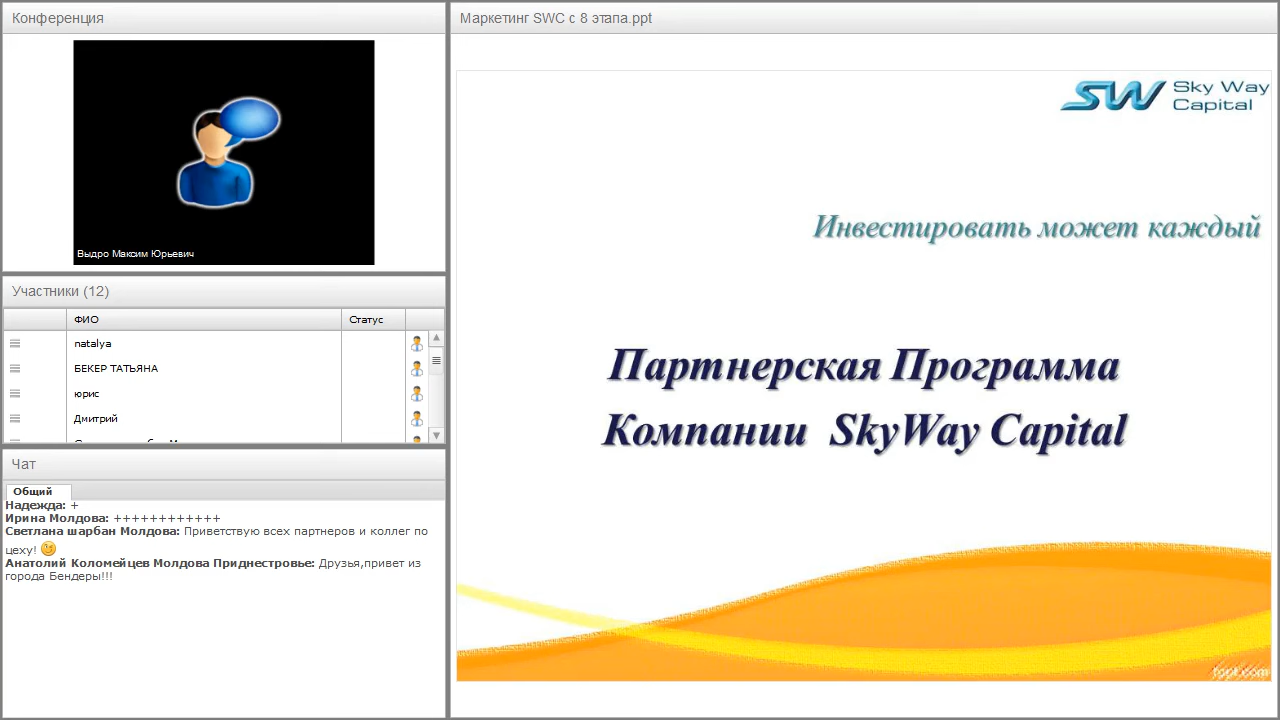 Конференция
Выдро Максим Юрьевич
Участники (12)
ФИО Статус
natalya
БЕКЕР ТАТЬЯНА
юрис
Дмитрий
Чат
Общий
Надежда: +
Ирина Молдова: ++++++++++++
Светлана шарбан Молдова: Приветствую всех партнеров и коллег по
цеху!
Анатолий Коломейцев Молдова Приднестровье: Друзья,привет из
города Бендеры!!!
Маркетинг SWC с 8 этапа.ppt
SW Sky Way
Capital
Инвестировать может каждый
Партнерская Программа
Компании SkyWay Capital